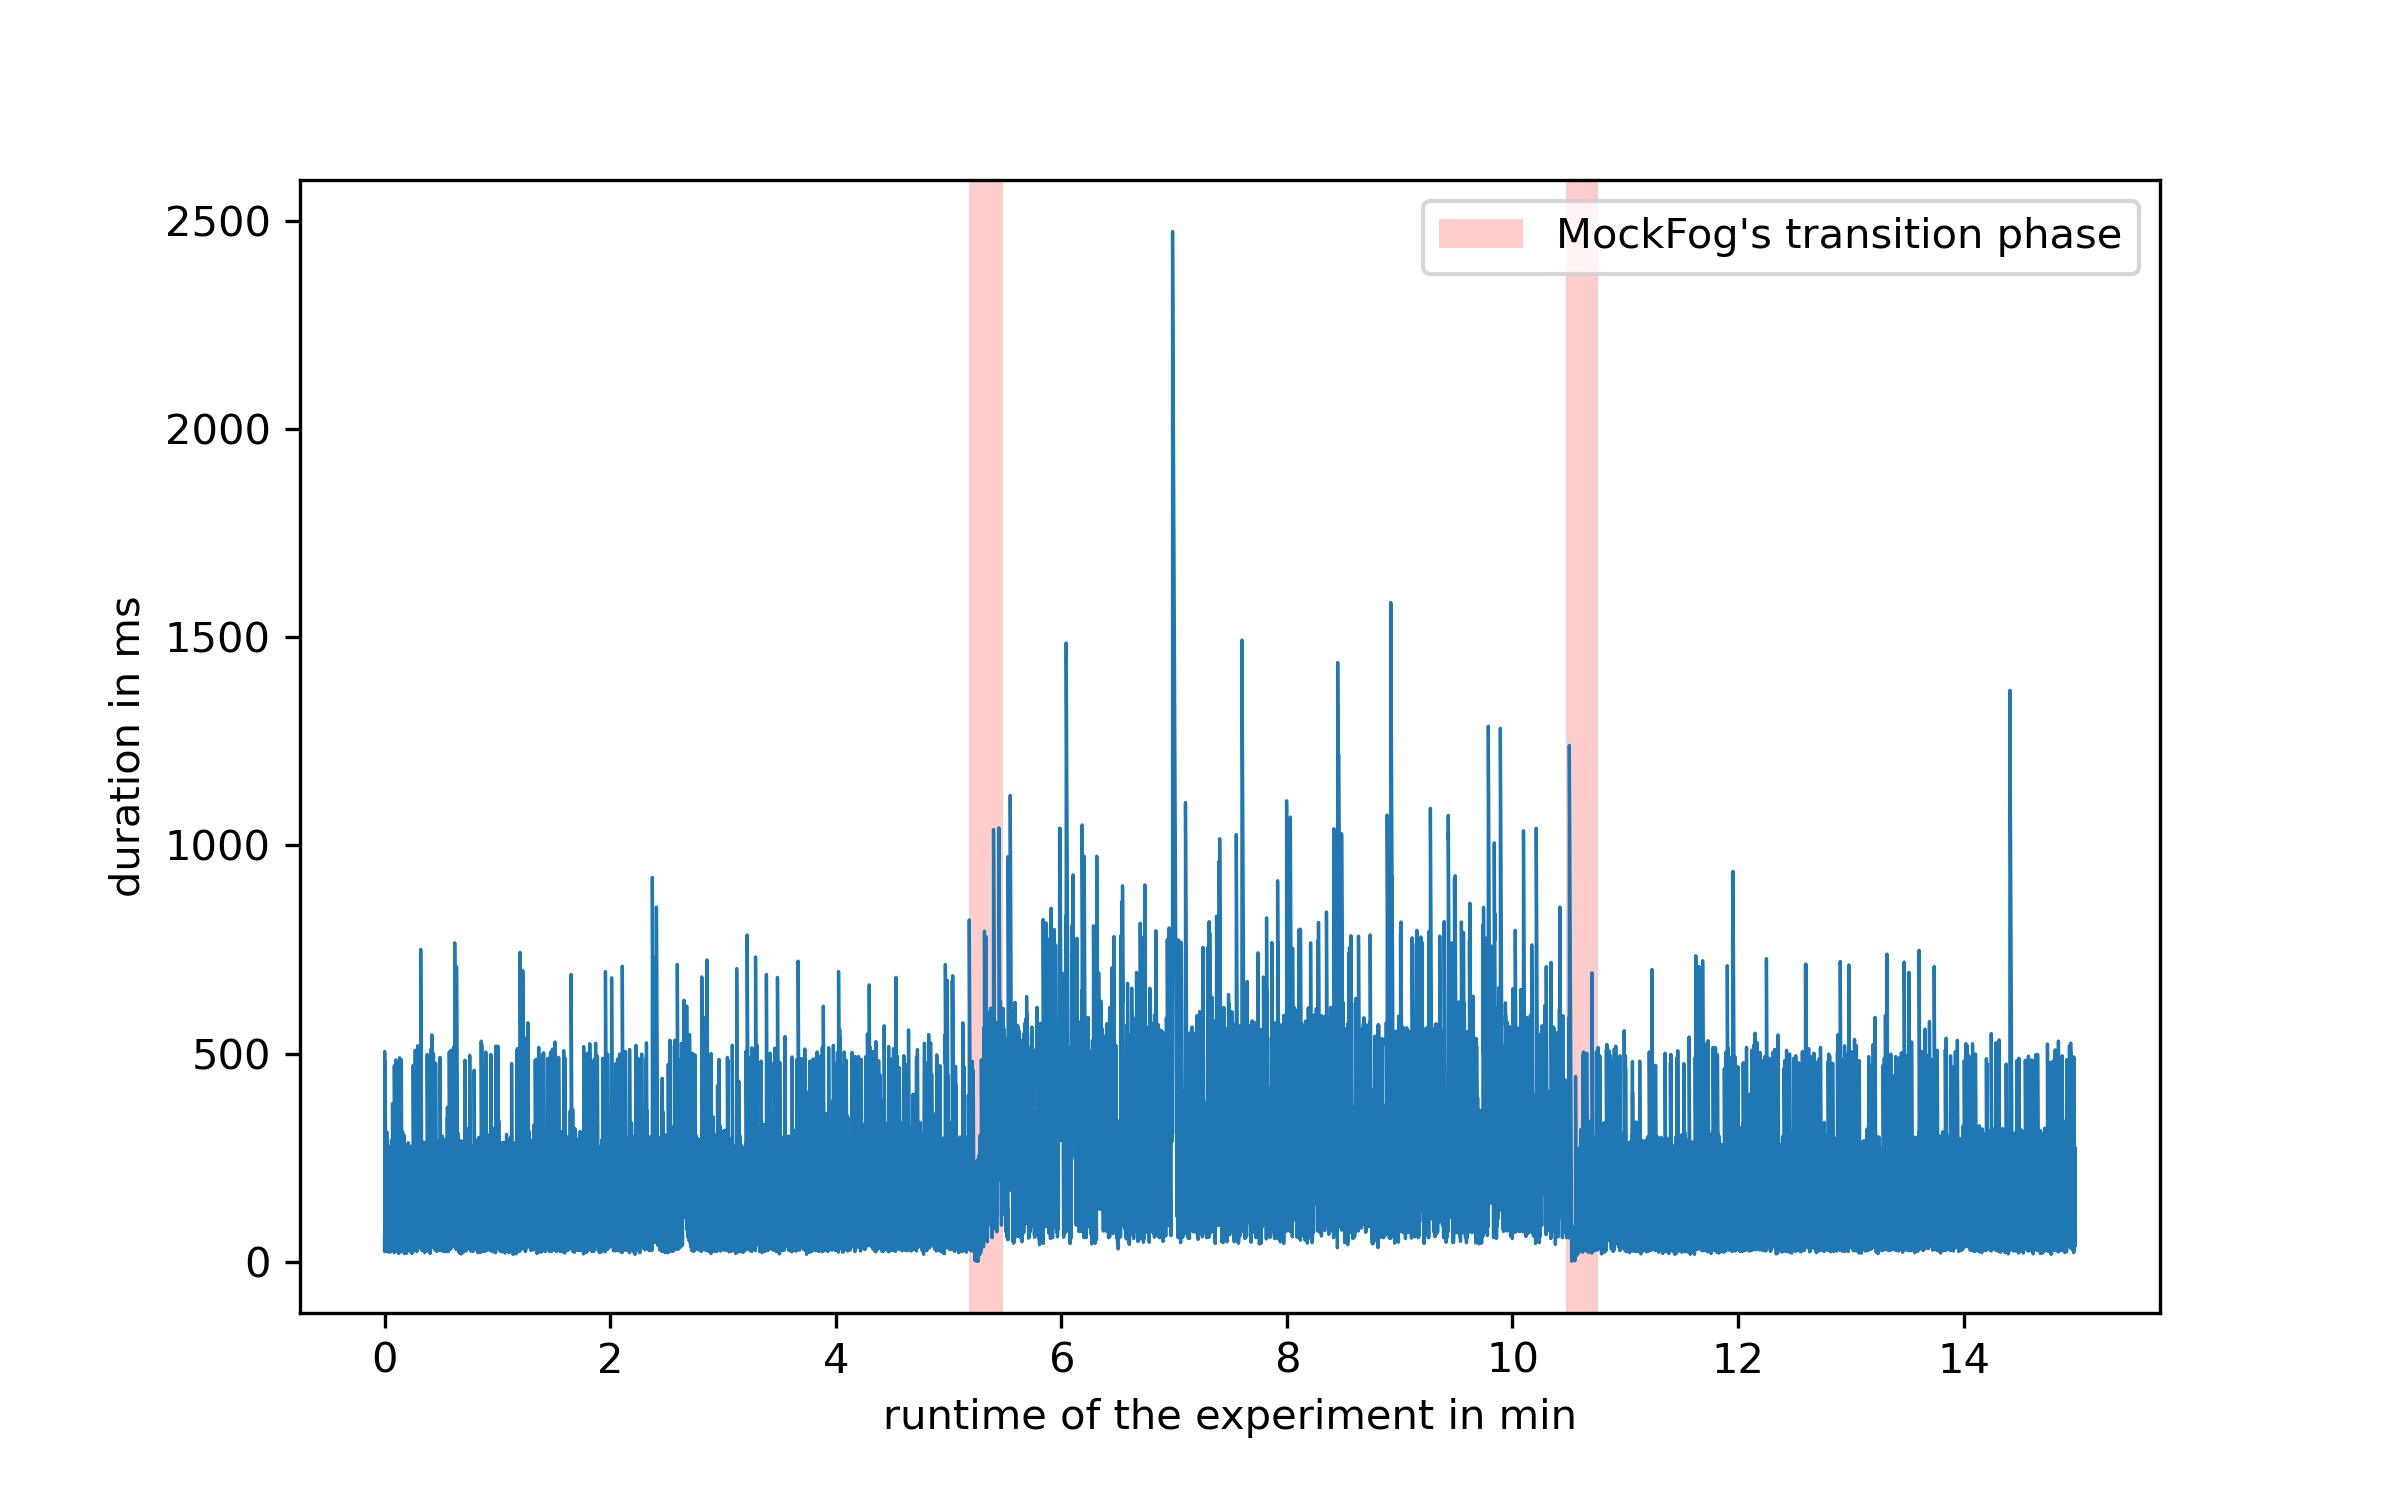 MockFog's transition phase
2500
2000
1500
1000
500
0
duration in ms
0 2 4 6 8 10 12 14
runtime of the experiment in min